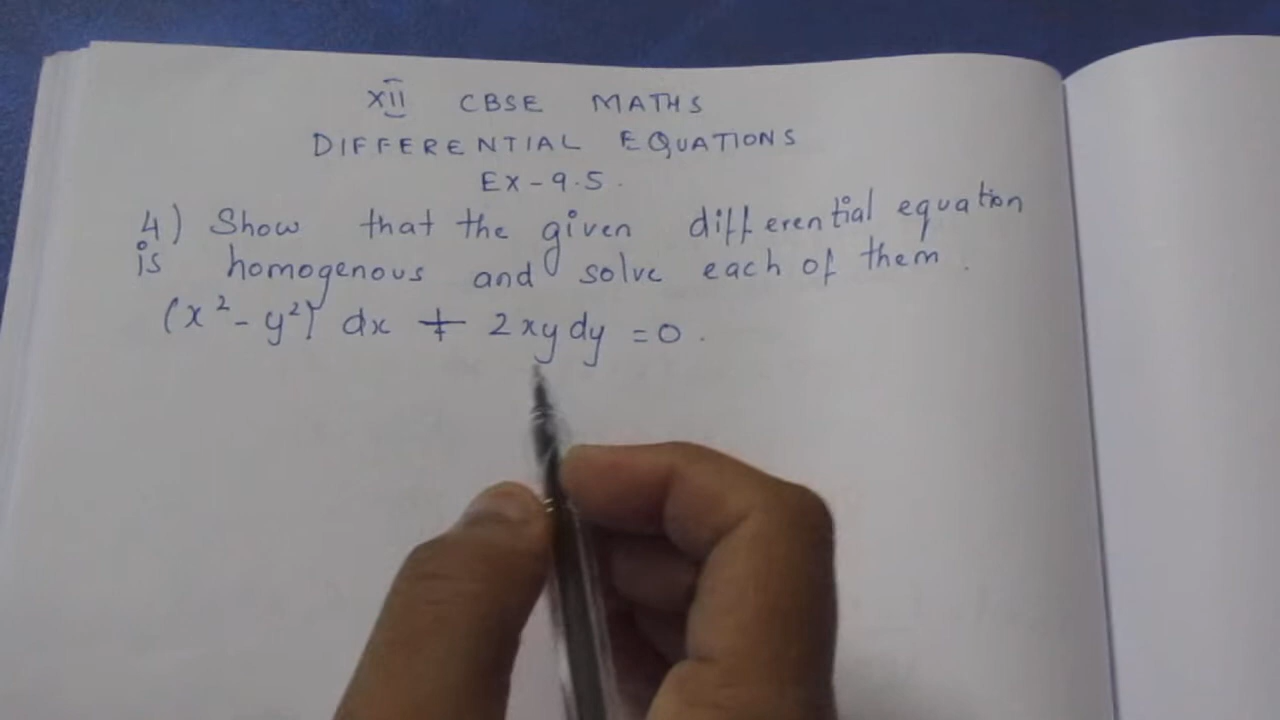 XII CBSE MATHS
DIFFERENTIAL EQUATIONS
EX-9.5.
4) Show that the given differential equation
is homogenous and solve each of them.
(x²-y²) dx + 2xy dy = 0.